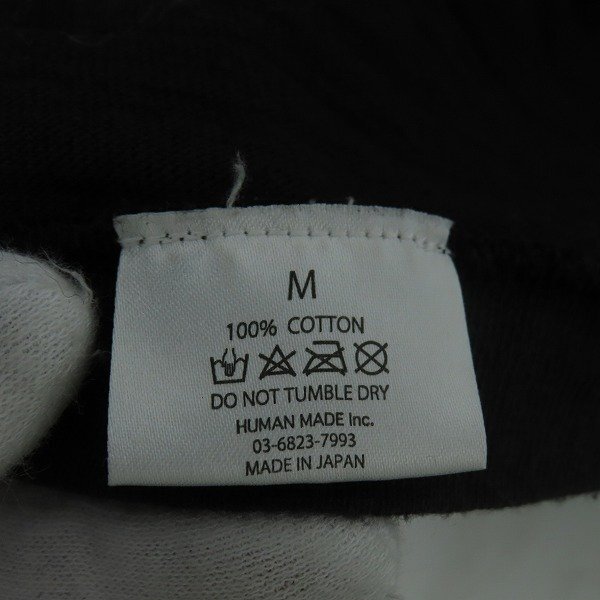 M
100% COTTON
DO NOT TUMBLE DRY
HUMAN MADE Inc.
03-6823-7993
MADE IN JAPAN